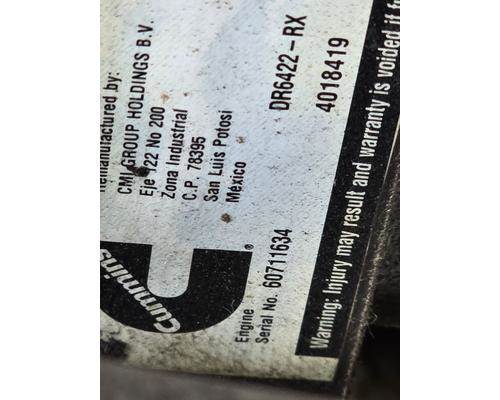 Remanufactured by:
CMI GROUP HOLDINGS B.V.
Eje 122 No 200
Zona Industrial
C.P. 78395
San Luis Potosi
México
DR6422-RX
4018419
Cummins
®
Engine
Serial No. 60711634
Warning: Injury may result and warranty is voided if